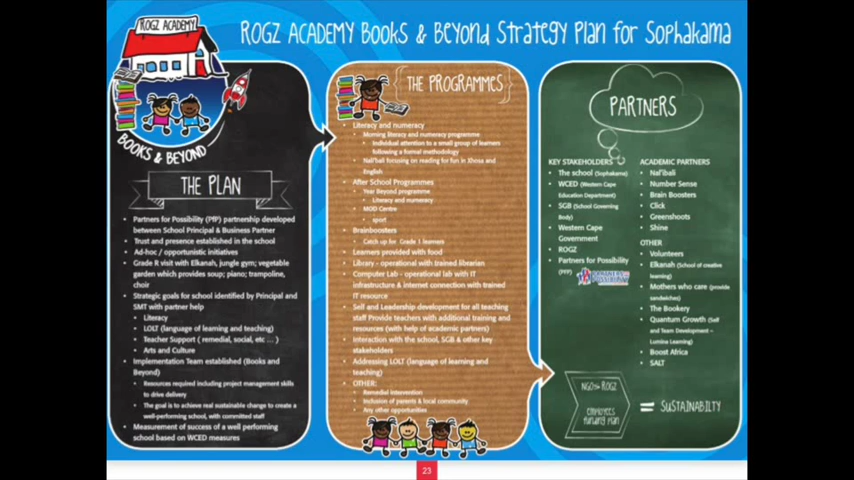 ROGZ ACADEMY BOOKS & BEYOND STRATEGY PLAN FOR SOPHAKAMA
ROGZ ACADEMY
BOOKS & BEYOND
THE PLAN
• Partners for Possibility (PfP) partnership developed
between School Principal & Business Partner
• Trust and presence established in the school
• Ad-hoc / opportunistic initiatives
• Grade R visit with Elkanah, jungle gym; vegetable
garden which provides soup; piano; trampoline,
choir
• Strategic goals for school identified by Principal and
SMT with partner help
• Literacy
• LOLT (language of learning and teaching)
• Teacher Support ( remedial, social, etc ... )
• Arts and Culture
• Implementation Team established (Books and
Beyond)
• Resources required including project management skills
to drive delivery
• The goal is to achieve real sustainable change to create a
well-performing school, with committed staff
• Measurement of success of a well performing
school based on WCED measures
THE PROGRAMMES
• Literacy and numeracy
• Morning literacy and numeracy programme
• Individual attention to a small group of learners
following a formal methodology
• Nal'ibali focusing on reading for fun in Xhosa and
English
• After School Programmes
• Year Beyond programme
• Literacy and numeracy
• MOD Centre
• sport
• Brainboosters
• Catch up for Grade 1 learners
• Learners provided with food
• Library - operational with trained librarian
• Computer Lab - operational lab with IT
infrastructure & internet connection with trained
IT resource
• Self and Leadership development for all teaching
staff Provide teachers with additional training and
resources (with help of academic partners)
• Interaction with the school, SGB & other key
stakeholders
• Addressing LOLT (language of learning and
teaching)
• OTHER:
• Remedial intervention
• Inclusion of parents & local community
• Any other opportunities
PARTNERS
KEY STAKEHOLDERS
• The school (Sophakama)
• WCED (Western Cape
Education Department)
• SGB (School Governing
Body)
• Western Cape
Government
• ROGZ
• Partners for Possibility
(PFP)
ACADEMIC PARTNERS
• Nal'ibali
• Number Sense
• Brain Boosters
• Click
• Greenshoots
• Shine
OTHER
• Volunteers
• Elkanah (School of creative
learning)
• Mothers who care (provide
sandwiches)
• The Bookery
• Quantum Growth (Self
and Team Development –
Lumina Learning)
• Boost Africa
• SALT
ROGZ
EMPLOYEES
FUNDING PLAN
= SUSTAINABILTY
23